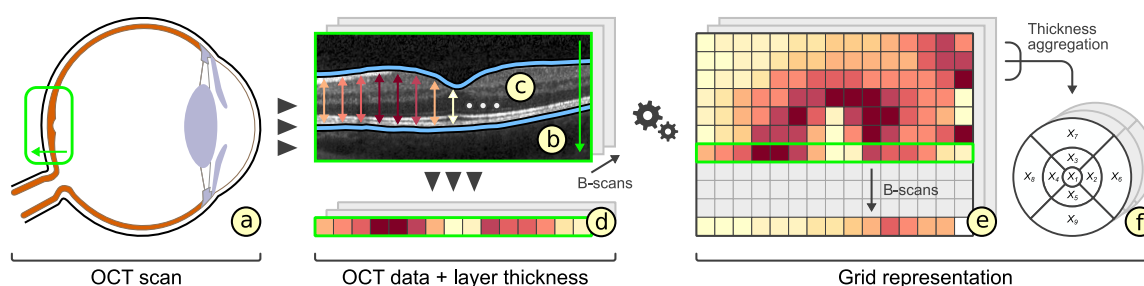 a
OCT scan
c
b
B-scans
d
OCT data + layer thickness
B-scans
e
Grid representation
Thickness
aggregation
X7
X3
X8 X4 X1 X2 X6
X5
X9
f